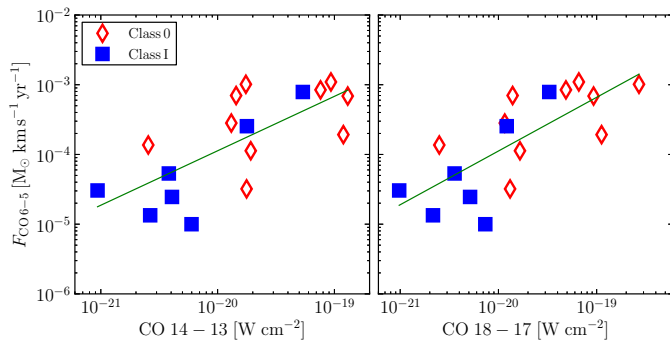 10⁻²
10⁻³
10⁻⁴
10⁻⁵
10⁻⁶
F_CO 6−5 [M⊙ km s⁻¹ yr⁻¹]
Class 0
Class I
10⁻²¹ 10⁻²⁰ 10⁻¹⁹
CO 14 − 13 [W cm⁻²]
10⁻²¹ 10⁻²⁰ 10⁻¹⁹
CO 18 − 17 [W cm⁻²]